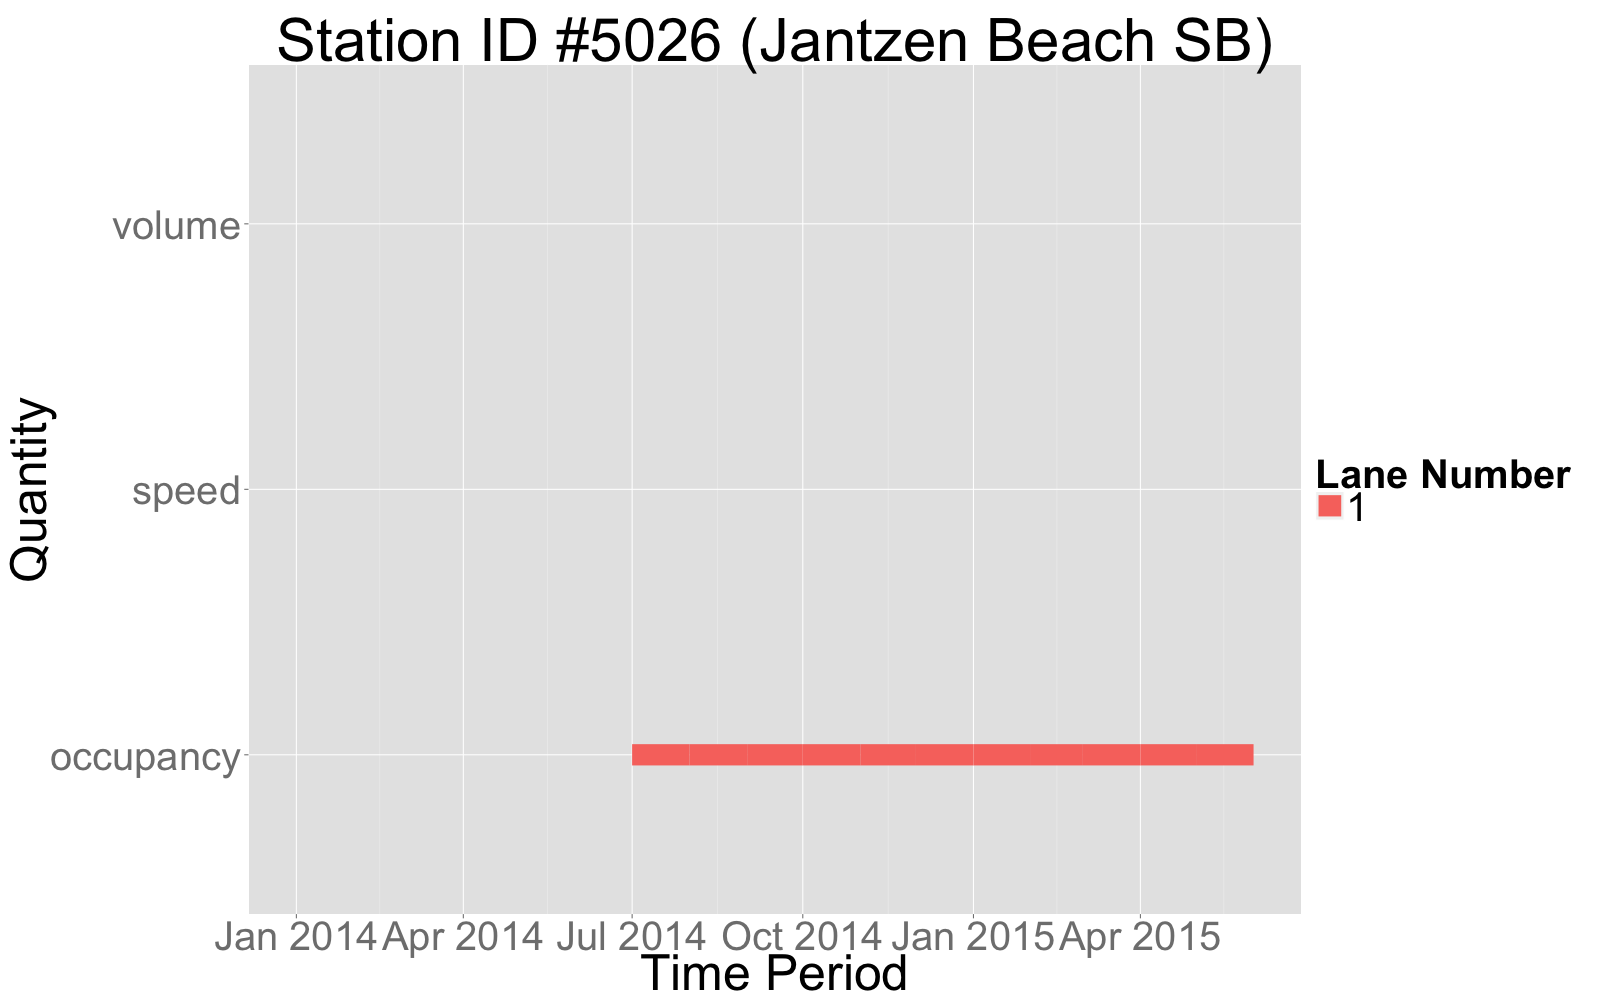 Station ID #5026 (Jantzen Beach SB)
volume
speed
occupancy
Quantity
Jan 2014 Apr 2014 Jul 2014 Oct 2014 Jan 2015 Apr 2015
Time Period
Lane Number
1